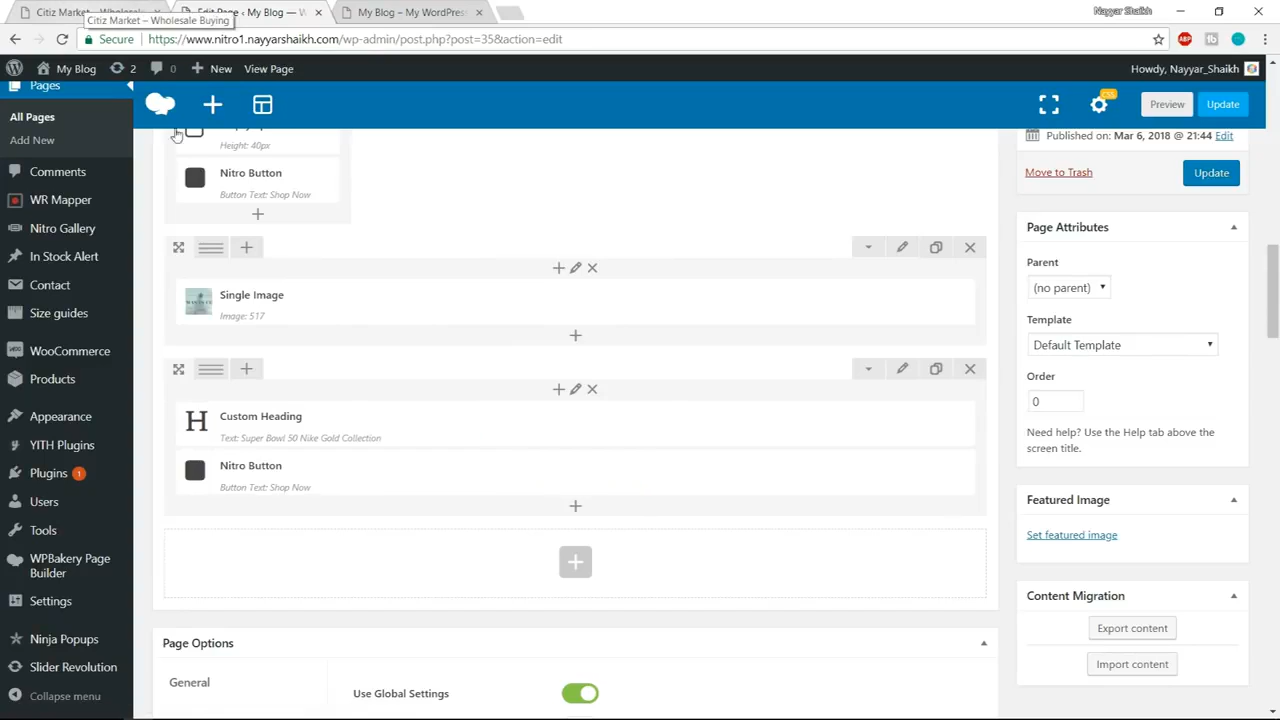 Citiz Market – Wholesale
Edit Page ‹ My Blog — W
My Blog – My WordPress
Nayyar Shaikh
Citiz Market – Wholesale Buying
Secure
https://www.nitro1.nayyarshaikh.com/wp-admin/post.php?post=35&action=edit
ABP
My Blog
2
0
New
View Page
Howdy, Nayyar_Shaikh
Pages
All Pages
Add New
Comments
WR Mapper
Nitro Gallery
In Stock Alert
Contact
Size guides
WooCommerce
Products
Appearance
YITH Plugins
Plugins 1
Users
Tools
WPBakery Page
Builder
Settings
Ninja Popups
Slider Revolution
Collapse menu
CSS
Preview
Update
Height: 40px
Nitro Button
Button Text: Shop Now
Single Image
Image: 517
H
Custom Heading
Text: Super Bowl 50 Nike Gold Collection
Nitro Button
Button Text: Shop Now
Page Options
General
Use Global Settings
Published on: Mar 6, 2018 @ 21:44 Edit
Move to Trash
Update
Page Attributes
Parent
(no parent)
Template
Default Template
Order
0
Need help? Use the Help tab above the
screen title.
Featured Image
Set featured image
Content Migration
Export content
Import content